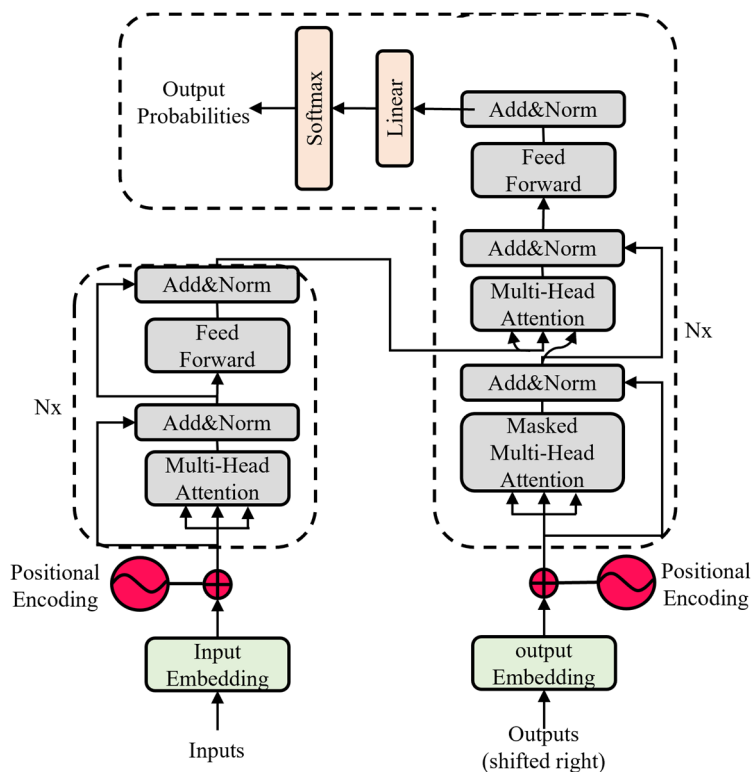 Output
Probabilities
Softmax
Linear
Add&Norm
Feed
Forward
Add&Norm
Multi-Head
Attention
Nx
Add&Norm
Masked
Multi-Head
Attention
Add&Norm
Feed
Forward
Nx
Add&Norm
Multi-Head
Attention
Positional
Encoding
Positional
Encoding
Input
Embedding
output
Embedding
Inputs
Outputs
(shifted right)